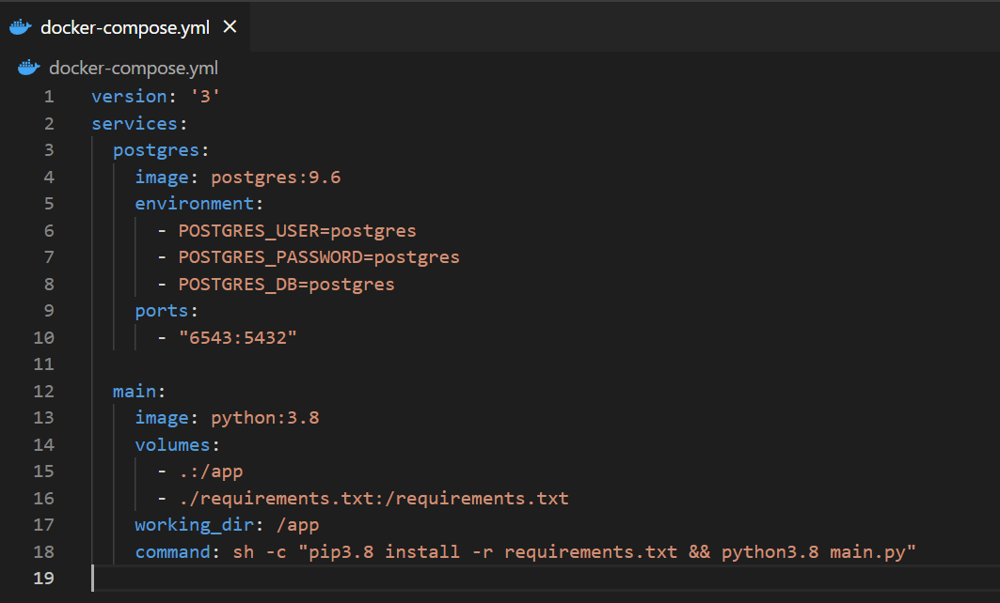 docker-compose.yml
docker-compose.yml
1 version: '3'
2 services:
3   postgres:
4     image: postgres:9.6
5     environment:
6       - POSTGRES_USER=postgres
7       - POSTGRES_PASSWORD=postgres
8       - POSTGRES_DB=postgres
9     ports:
10       - "6543:5432"
11
12   main:
13     image: python:3.8
14     volumes:
15       - .:/app
16       - ./requirements.txt:/requirements.txt
17     working_dir: /app
18     command: sh -c "pip3.8 install -r requirements.txt && python3.8 main.py"
19